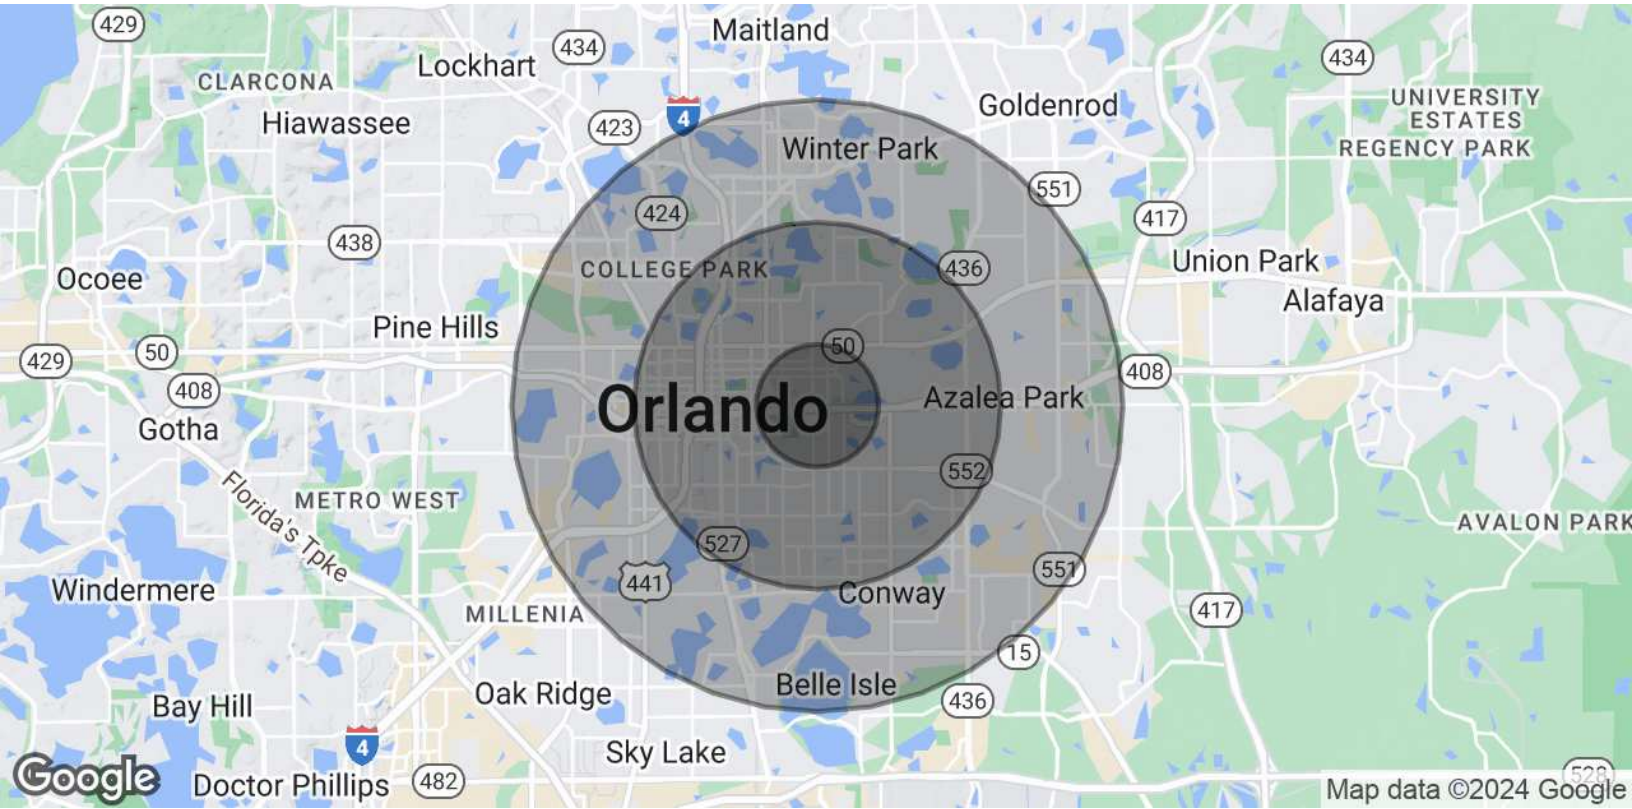 429
Maitland
434
Lockhart
434
CLARCONA
UNIVERSITY
ESTATES
Goldenrod
4
Hiawassee
423
REGENCY PARK
Winter Park
551
424
417
438
Union Park
COLLEGE PARK
436
Ocoee
Alafaya
Pine Hills
50
50
429
408
408
Azalea Park
Orlando
Gotha
552
Florida's Tpke
METRO WEST
AVALON PARK
527
551
441
Windermere
Conway
417
MILLENIA
15
Belle Isle
Oak Ridge
436
Bay Hill
4
Sky Lake
Google
528
Doctor Phillips
482
Map data ©2024 Google